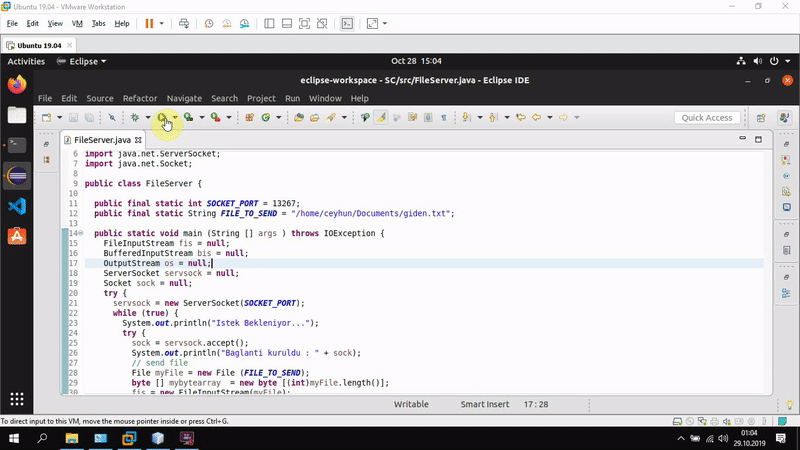 Ubuntu 19.04 - VMware Workstation
File Edit View VM Tabs Help
Ubuntu 19.04
Activities Eclipse Oct 28 15:04
eclipse-workspace - SC/src/FileServer.java - Eclipse IDE
File Edit Source Refactor Navigate Search Project Run Window Help
Quick Access
FileServer.java
6 import java.net.ServerSocket;
7 import java.net.Socket;
8
9 public class FileServer {
10
11 public final static int SOCKET_PORT = 13267;
12 public final static String FILE_TO_SEND = "/home/ceyhun/Documents/giden.txt";
13
14 public static void main (String [] args ) throws IOException {
15 FileInputStream fis = null;
16 BufferedInputStream bis = null;
17 OutputStream os = null;
18 ServerSocket servsock = null;
19 Socket sock = null;
20 try {
21 servsock = new ServerSocket(SOCKET_PORT);
22 while (true) {
23 System.out.println("Istek Bekleniyor...");
24 try {
25 sock = servsock.accept();
26 System.out.println("Baglanti kuruldu : " + sock);
27 // send file
28 File myFile = new File (FILE_TO_SEND);
29 byte [] mybytearray = new byte [(int)myFile.length()];
30 fis = new FileInputStream(myFile);
Writable Smart Insert 17 : 28
To direct input to this VM, move the mouse pointer inside or press Ctrl+G.
01:04
29.10.2019